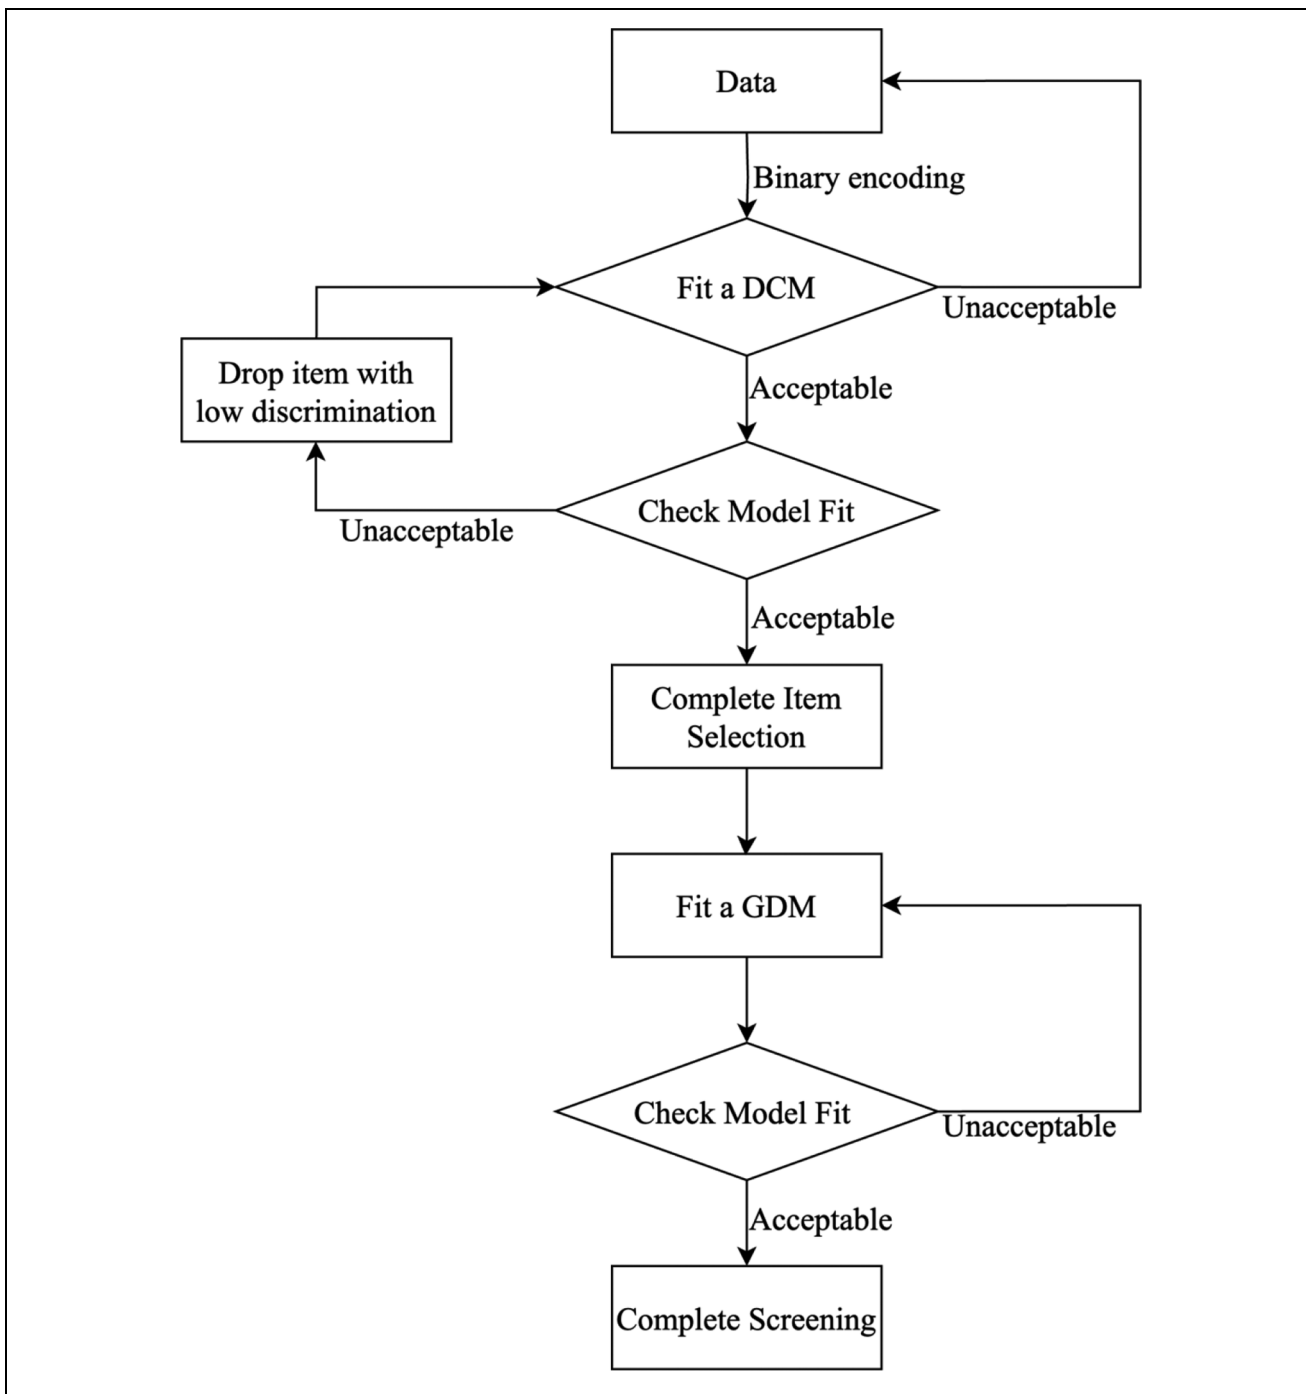 Data
Binary encoding
Fit a DCM
Unacceptable
Drop item with
low discrimination
Acceptable
Check Model Fit
Unacceptable
Acceptable
Complete Item
Selection
Fit a GDM
Check Model Fit
Unacceptable
Acceptable
Complete Screening